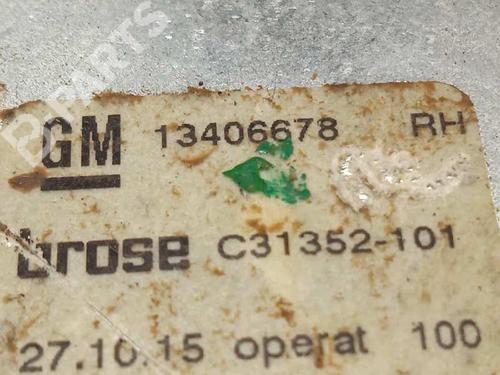 GM 13406678 RH
brose C31352-101
27.10.15 operat 100